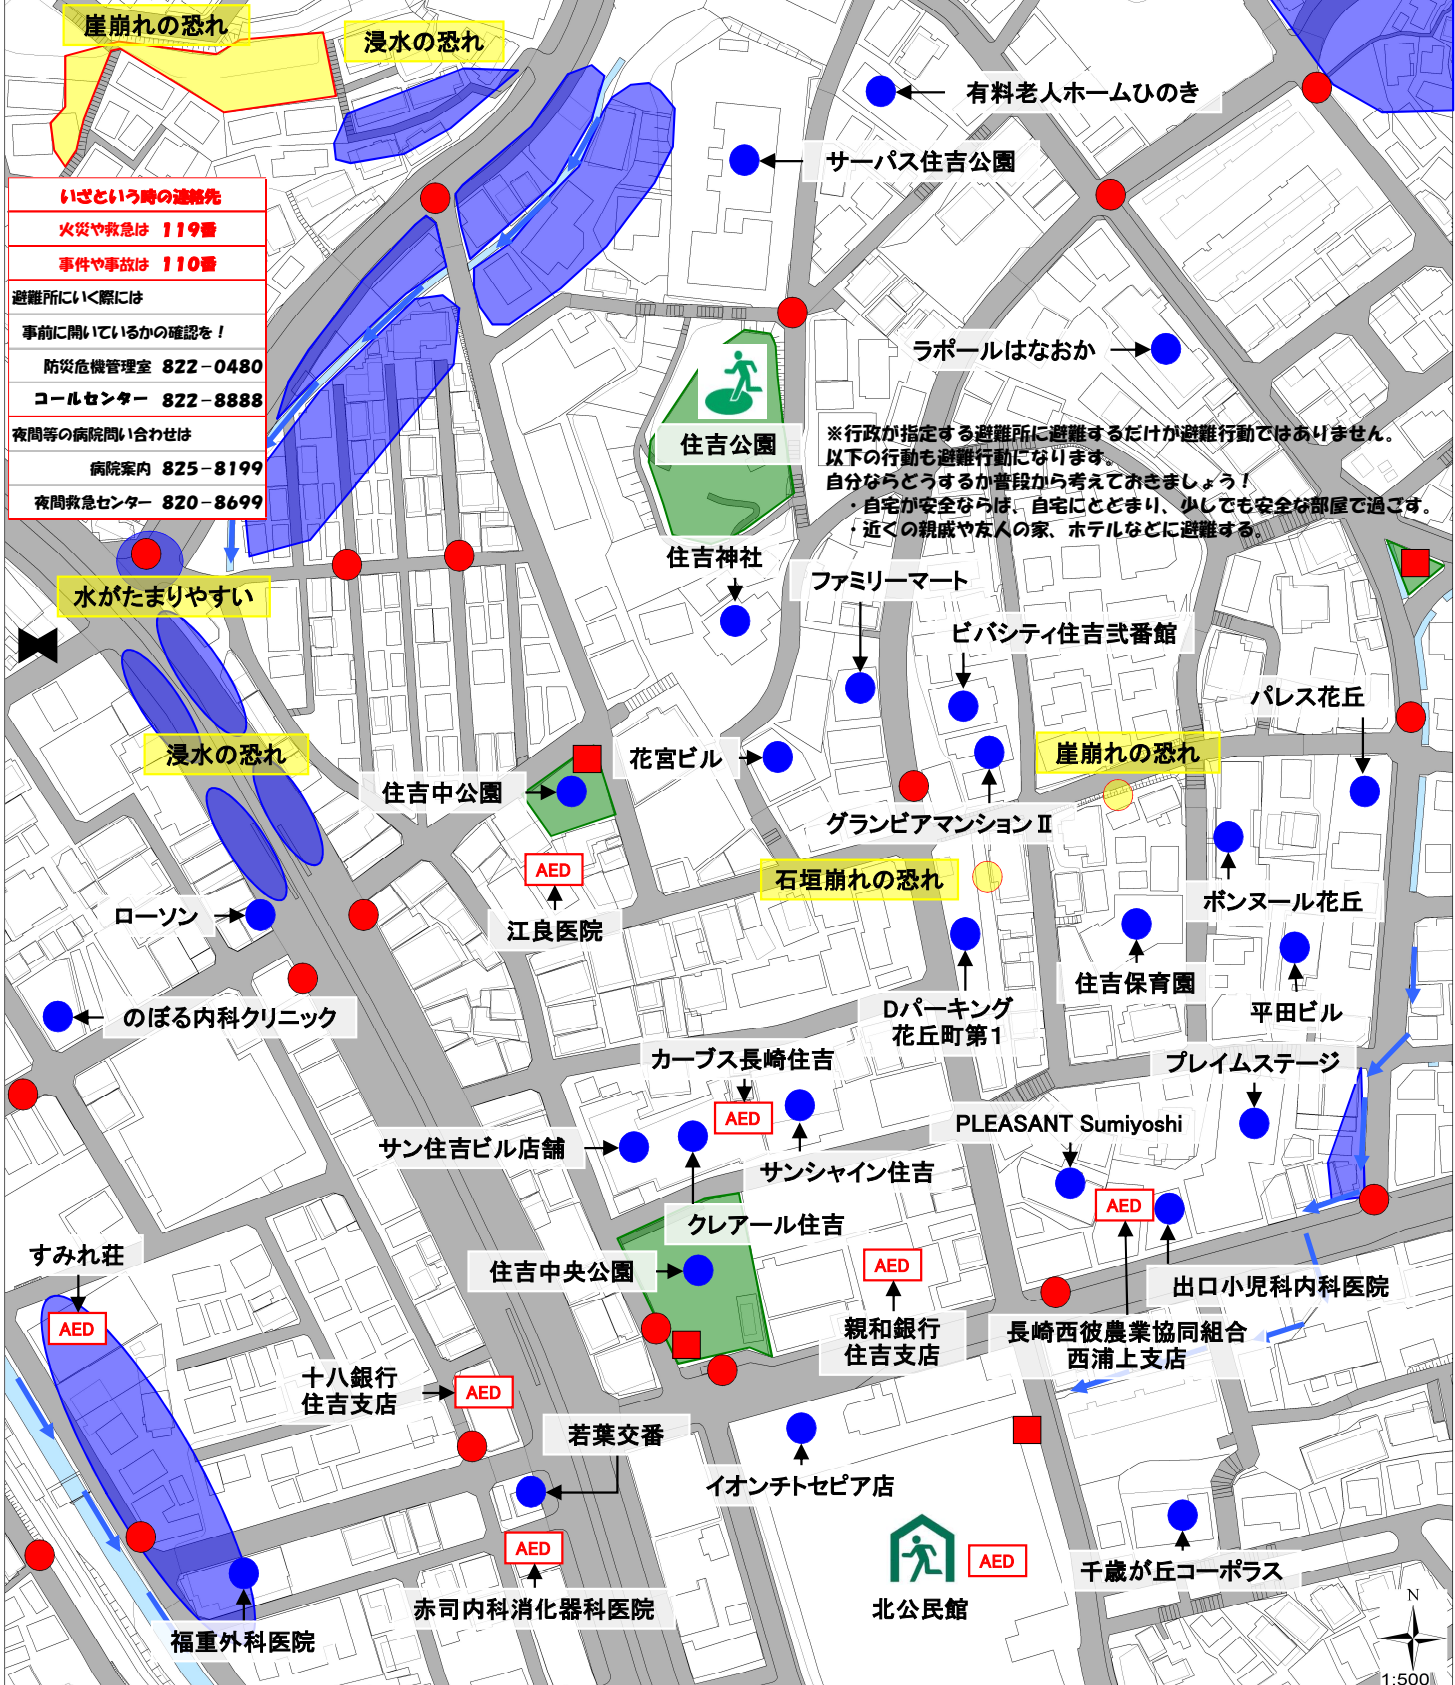 崖崩れの恐れ
浸水の恐れ
有料老人ホームひのき
サーパス住吉公園
いざという時の連絡先
火災や救急は 119番
事件や事故は 110番
避難所にいく際には
事前に開いているかの確認を！
防災危機管理室 822-0480
コールセンター 822-8888
夜間等の病院問い合わせは
病院案内 825-8199
夜間救急センター 820-8699
ラポールはなおか
住吉公園
※行政が指定する避難所に避難するだけが避難行動ではありません。
以下の行動も避難行動になります。
自分ならどうするか普段から考えておきましょう！
・自宅が安全ならば、自宅にとどまり、少しでも安全な部屋で過ごす。
・近くの親戚や友人の家、ホテルなどに避難する。
住吉神社
ファミリーマート
水がたまりやすい
ビバシティ住吉弐番館
パレス花丘
浸水の恐れ
花宮ビル
崖崩れの恐れ
住吉中公園
グランビアマンションⅡ
AED
石垣崩れの恐れ
ボンヌール花丘
ローソン
江良医院
住吉保育園
Dパーキング
花丘町第1
平田ビル
のぼる内科クリニック
カーブス長崎住吉
プレイムステージ
AED
PLEASANT Sumiyoshi
サン住吉ビル店舗
サンシャイン住吉
AED
クレアール住吉
すみれ荘
住吉中央公園
AED
出口小児科内科医院
AED
親和銀行
住吉支店
長崎西彼農業協同組合
西浦上支店
十八銀行
住吉支店
AED
若葉交番
イオンチトセピア店
AED
AED
千歳が丘コーポラス
赤司内科消化器科医院
北公民館
福重外科医院
N
1:500